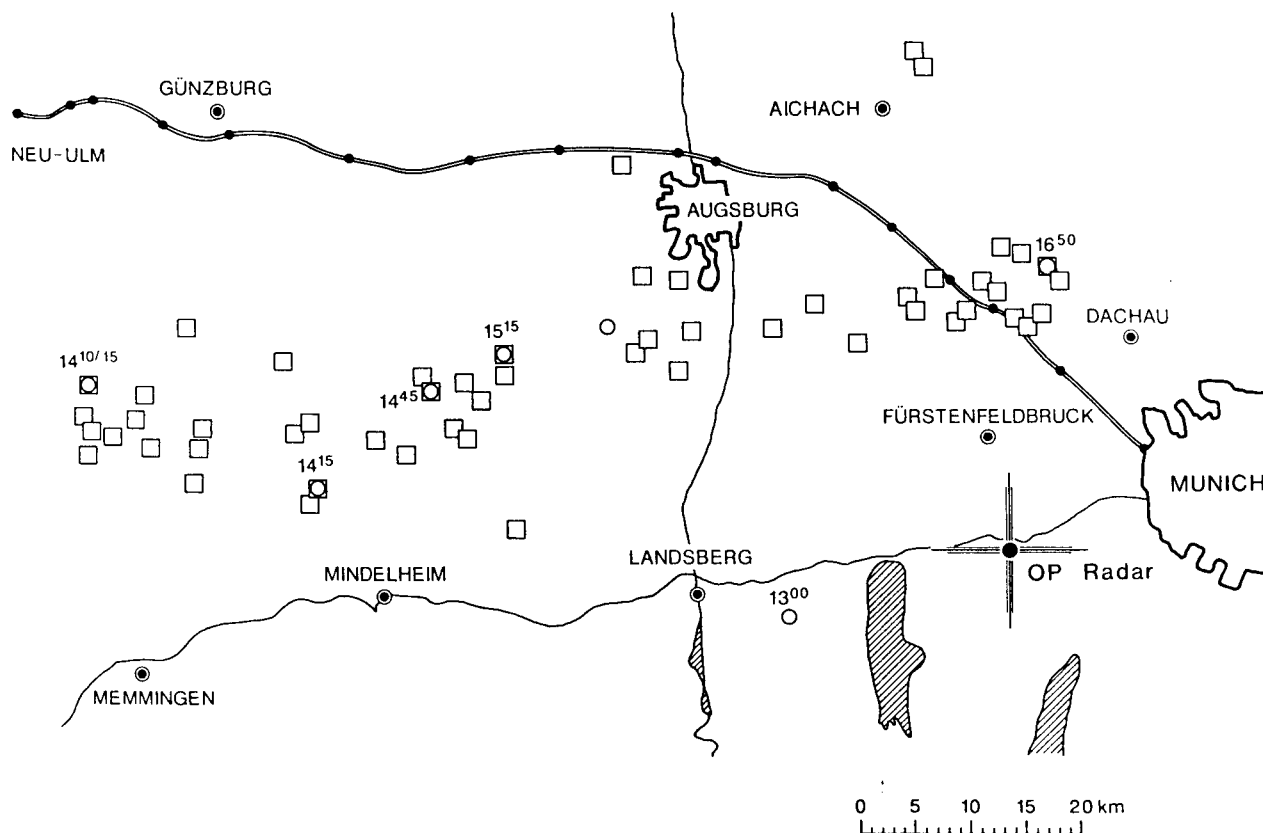 GÜNZBURG
AICHACH
NEU-ULM
AUGSBURG
16⁵⁰
DACHAU
15¹⁵
14¹⁰/¹⁵
14⁴⁵
FÜRSTENFELDBRUCK
14¹⁵
MUNICH
LANDSBERG
MINDELHEIM
OP Radar
13⁰⁰
MEMMINGEN
0 5 10 15 20 km